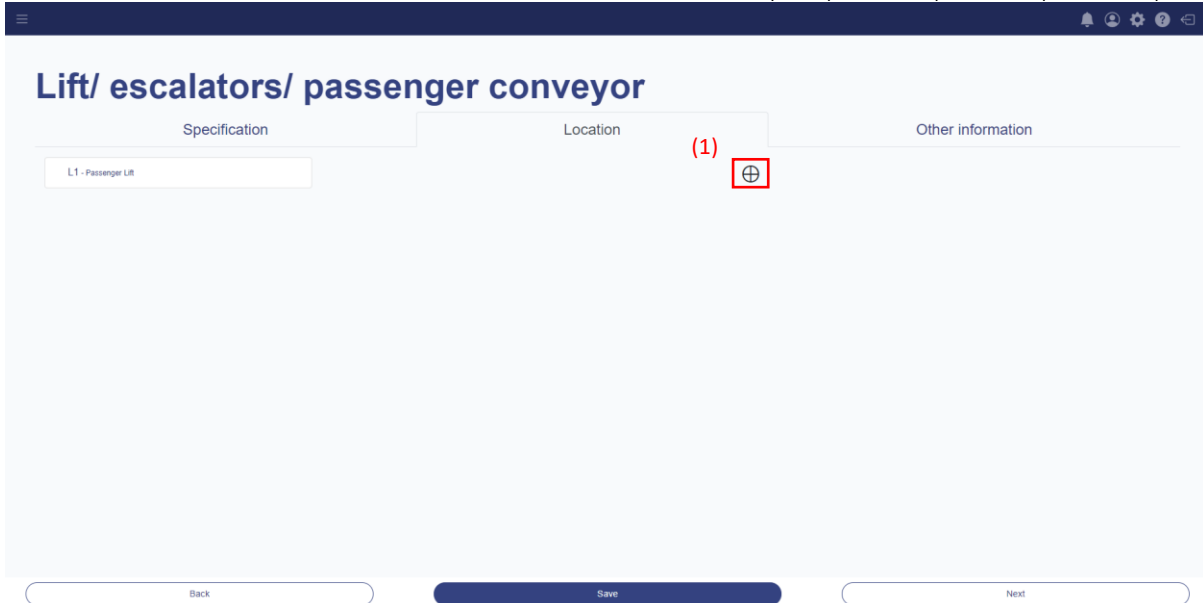 Lift/ escalators/ passenger conveyor
Specification
Location
Other information
(1)
L1 - Passenger Lift
Back
Save
Next